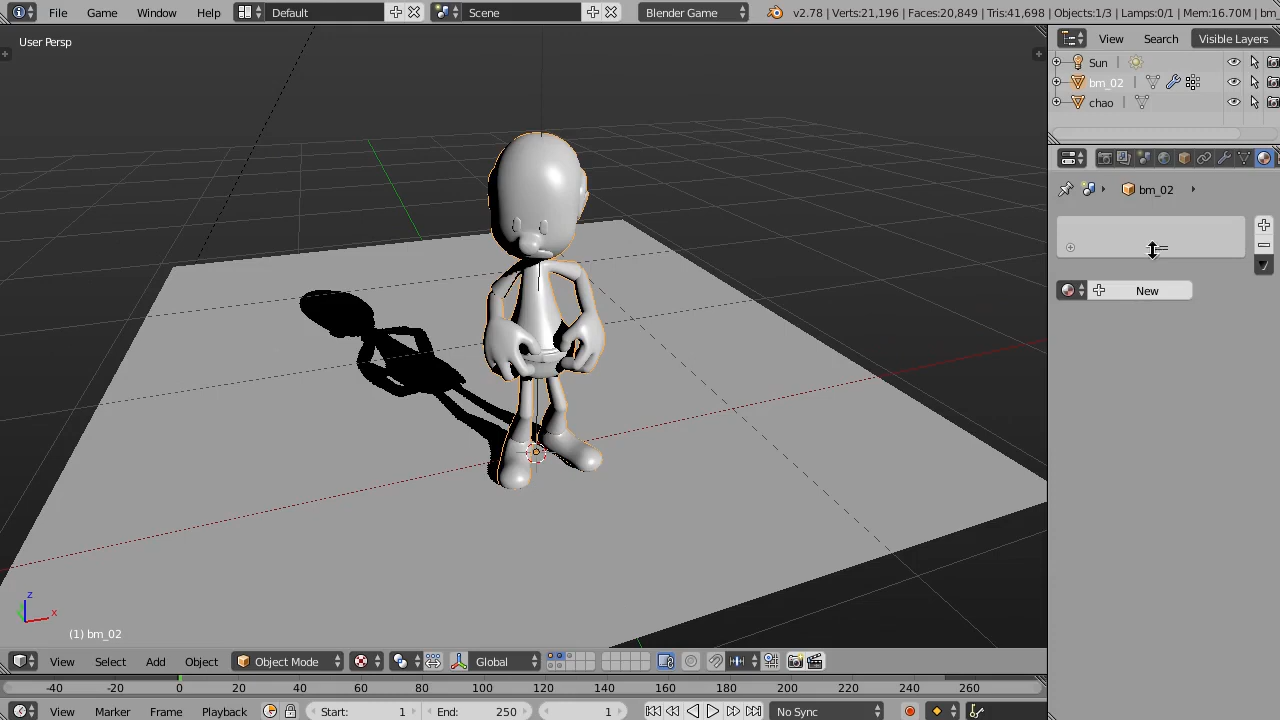 File Game Window Help Default Scene Blender Game v2.78 | Verts:21,196 | Faces:20,849 | Tris:41,698 | Objects:1/3 | Lamps:0/1 | Mem:16.70M | bm
User Persp
View Search Visible Layers
Sun
bm_02
chao
bm_02
New
z
x
(1) bm_02
View Select Add Object Object Mode Global
-40 -20 0 20 40 60 80 100 120 140 160 180 200 220 240 260
View Marker Frame Playback Start: 1 End: 250 1 No Sync